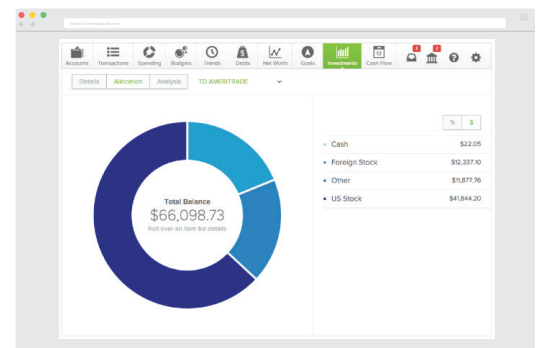 Accounts Transactions Spending Budgets Trends Debts Net Worth Goals Investments Cash Flow
Details Allocation Analysis TD AMERITRADE
% $
Cash $22.05
Foreign Stock $12,337.10
Other $11,877.76
US Stock $41,844.20
Total Balance
$66,098.73
Roll over an item for details